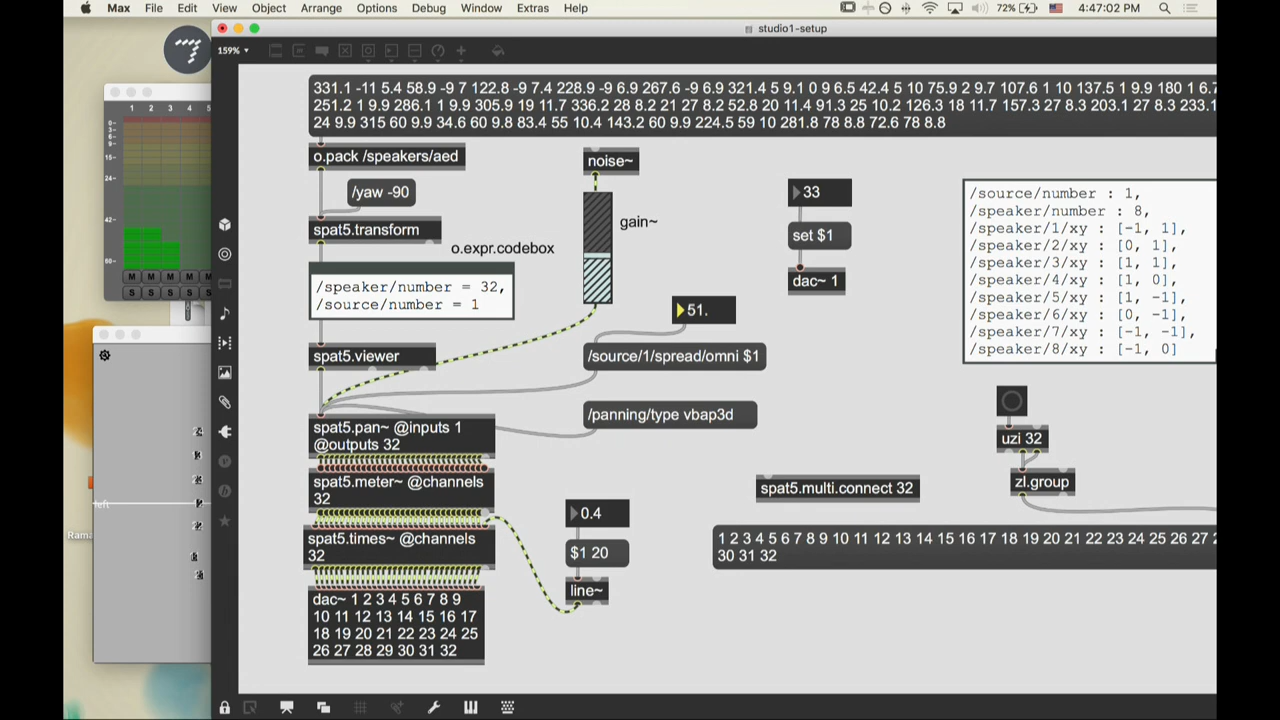 Max File Edit View Object Arrange Options Debug Window Extras Help 72% 4:47:02 PM
studio1-setup
159%
331.1 -11 5.4 58.9 -9 7 122.8 -9 7.4 228.9 -9 6.9 267.6 -9 6.9 321.4 5 9.1 0 9 6.5 42.4 5 10 75.9 2 9.7 107.6 1 10 137.5 1 9.9 180 1 6.7
251.2 1 9.9 286.1 1 9.9 305.9 19 11.7 336.2 28 8.2 21 27 8.2 52.8 20 11.4 91.3 25 10.2 126.3 18 11.7 157.3 27 8.3 203.1 27 8.3 233.1
24 9.9 315 60 9.9 34.6 60 9.8 83.4 55 10.4 143.2 60 9.9 224.5 59 10 281.8 78 8.8 72.6 78 8.8
1 2 3 4 5
0-
3-
6-
9-
15-
24-
42-
60-
M M M M M
S S S S S
o.pack /speakers/aed
/yaw -90
spat5.transform
o.expr.codebox
/speaker/number = 32,
/source/number = 1
spat5.viewer
noise~
gain~
51.
/source/1/spread/omni $1
/panning/type vbap3d
33
set $1
dac~ 1
/source/number : 1,
/speaker/number : 8,
/speaker/1/xy : [-1, 1],
/speaker/2/xy : [0, 1],
/speaker/3/xy : [1, 1],
/speaker/4/xy : [1, 0],
/speaker/5/xy : [1, -1],
/speaker/6/xy : [0, -1],
/speaker/7/xy : [-1, -1],
/speaker/8/xy : [-1, 0]
spat5.pan~ @inputs 1
@outputs 32
spat5.meter~ @channels
32
spat5.times~ @channels
32
dac~ 1 2 3 4 5 6 7 8 9
10 11 12 13 14 15 16 17
18 19 20 21 22 23 24 25
26 27 28 29 30 31 32
0.4
$1 20
line~
uzi 32
zl.group
spat5.multi.connect 32
1 2 3 4 5 6 7 8 9 10 11 12 13 14 15 16 17 18 19 20 21 22 23 24 25 26 27 2
30 31 32
left
Rama